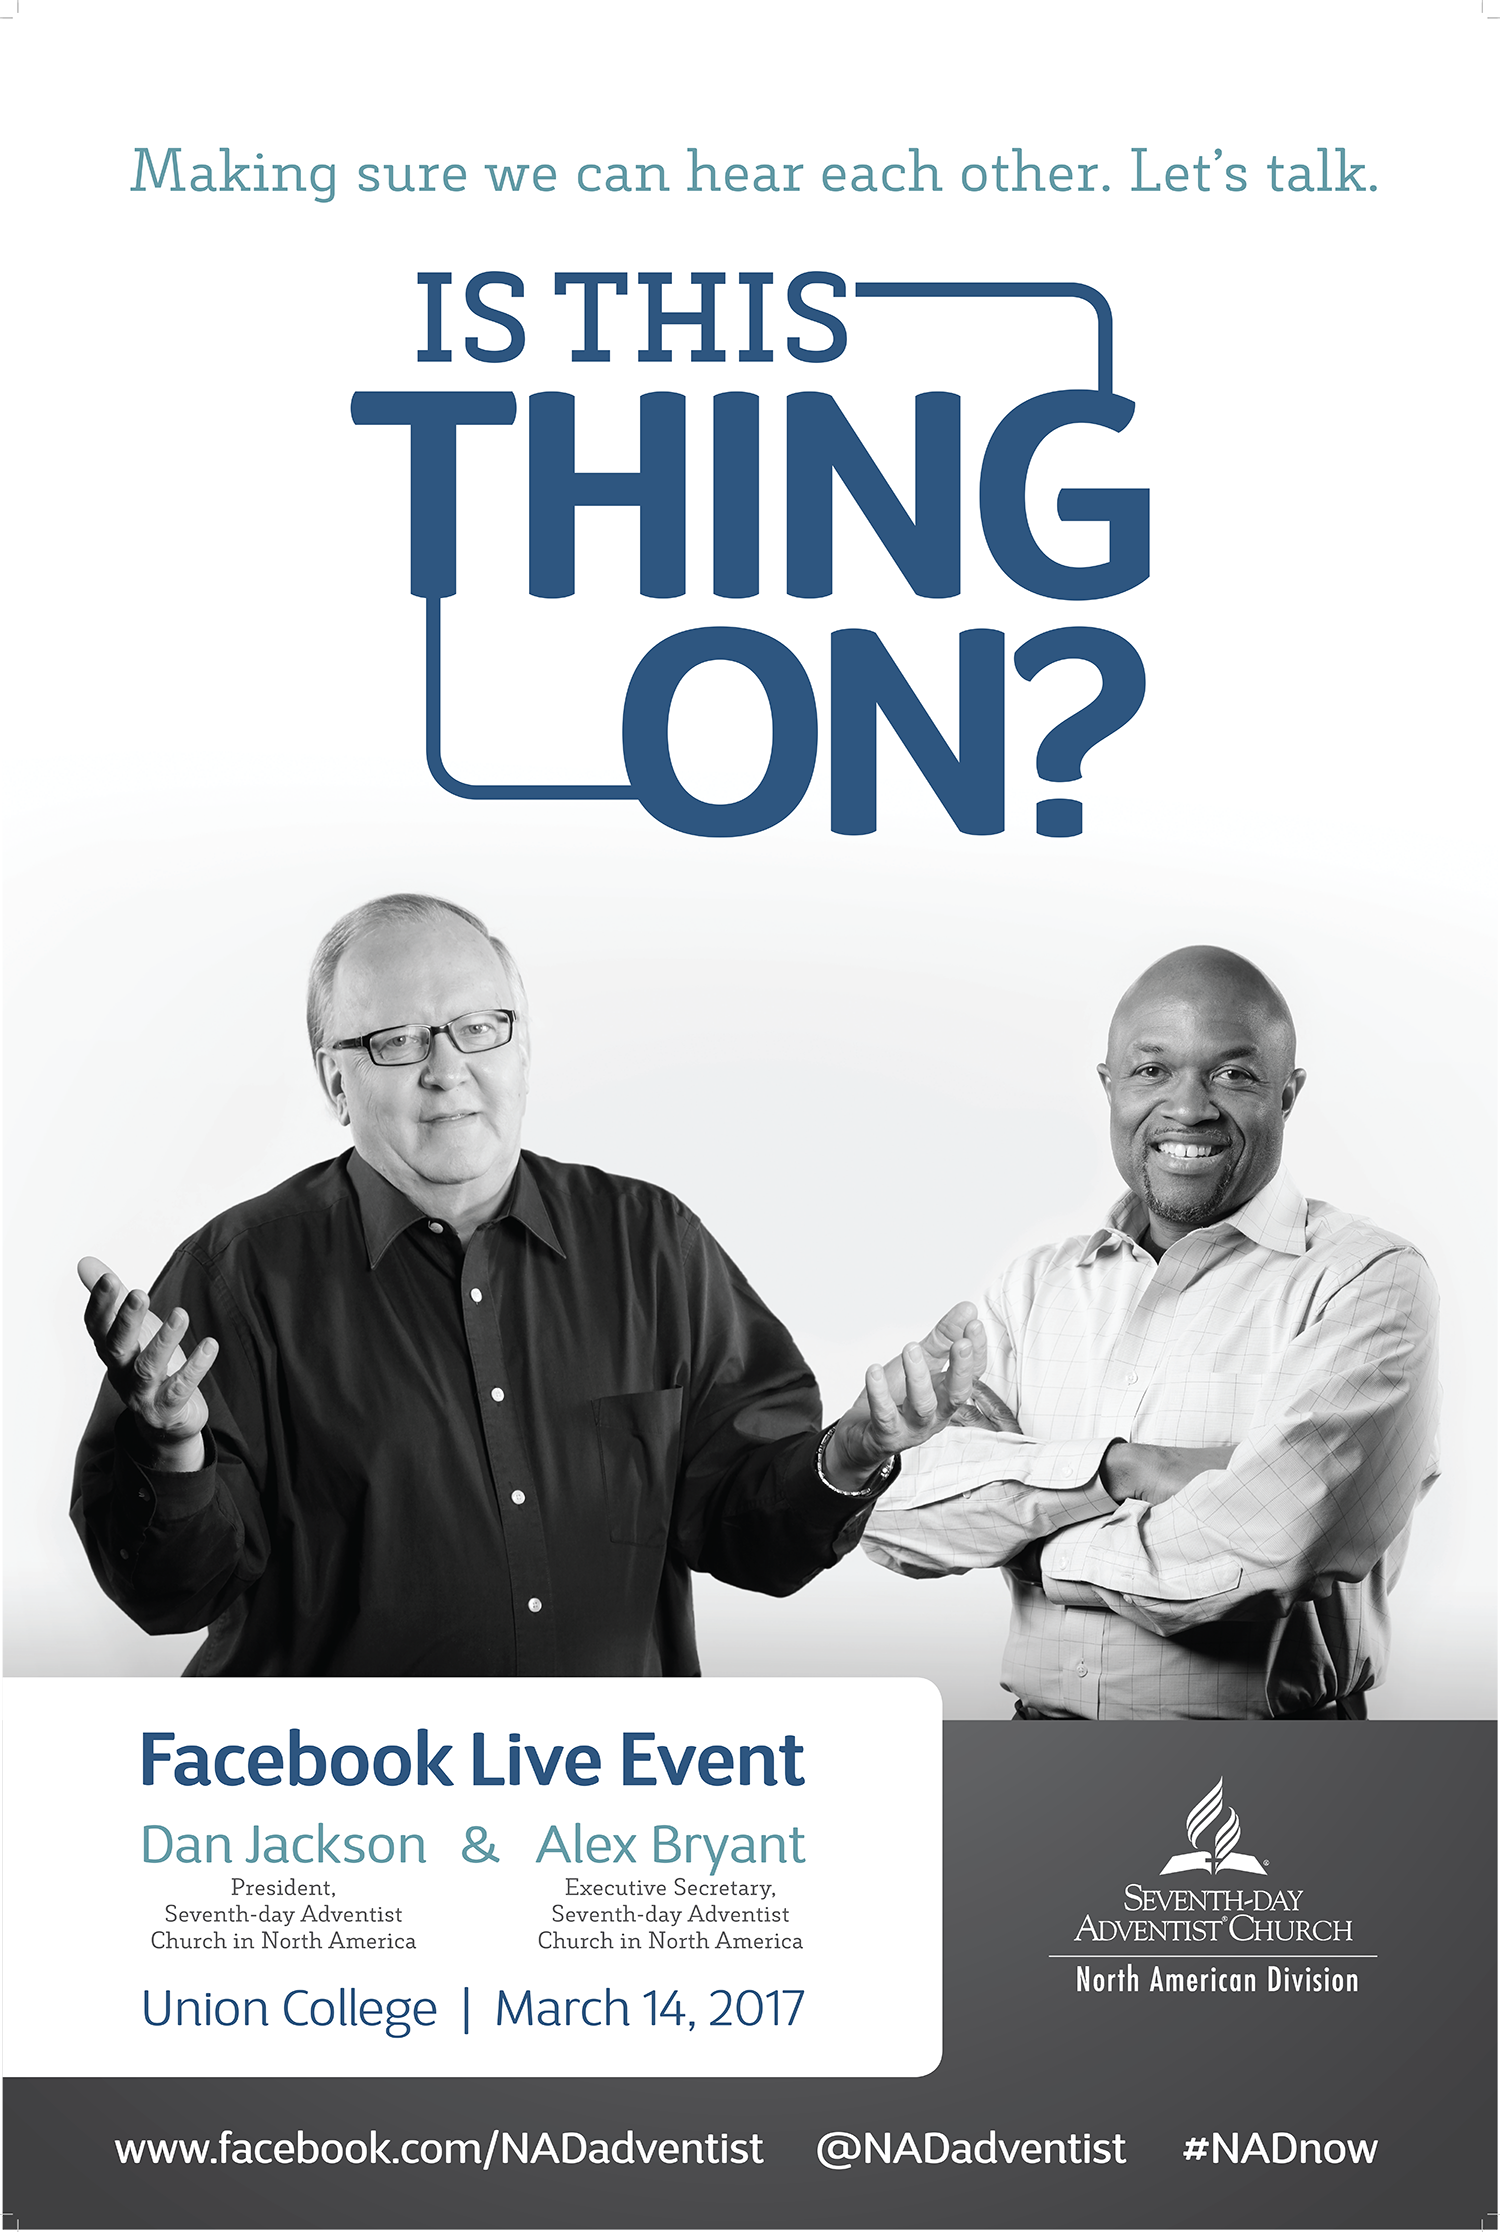 Making sure we can hear each other. Let’s talk.
IS THIS
THING
ON?
Facebook Live Event
Dan Jackson & Alex Bryant
President, Executive Secretary,
Seventh-day Adventist Seventh-day Adventist
Church in North America Church in North America
Union College | March 14, 2017
SEVENTH-DAY
ADVENTIST® CHURCH
North American Division
www.facebook.com/NADadventist @NADadventist #NADnow